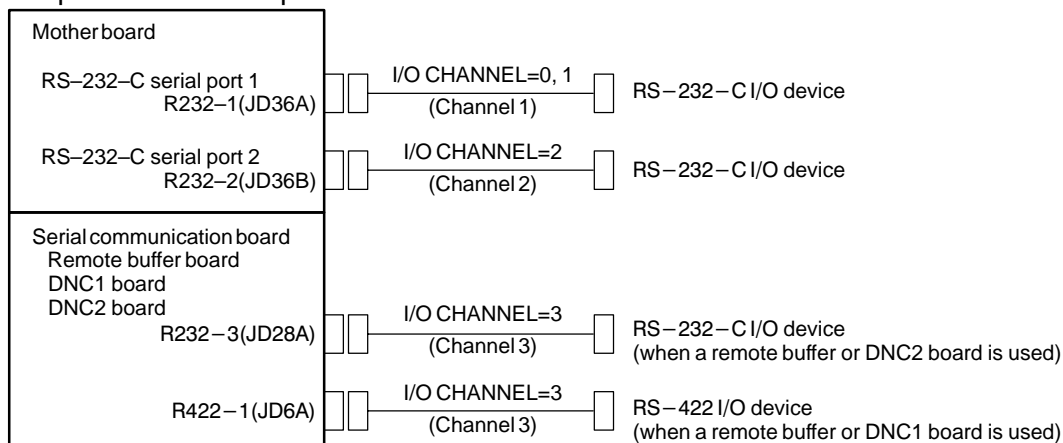 Mother board
RS–232–C serial port 1
R232–1(JD36A)
I/O CHANNEL=0, 1
(Channel 1)
RS–232–C I/O device
RS–232–C serial port 2
R232–2(JD36B)
I/O CHANNEL=2
(Channel 2)
RS–232–C I/O device
Serial communication board
Remote buffer board
DNC1 board
DNC2 board
R232–3(JD28A)
I/O CHANNEL=3
(Channel 3)
RS–232–C I/O device
(when a remote buffer or DNC2 board is used)
R422–1(JD6A)
I/O CHANNEL=3
(Channel 3)
RS–422 I/O device
(when a remote buffer or DNC1 board is used)